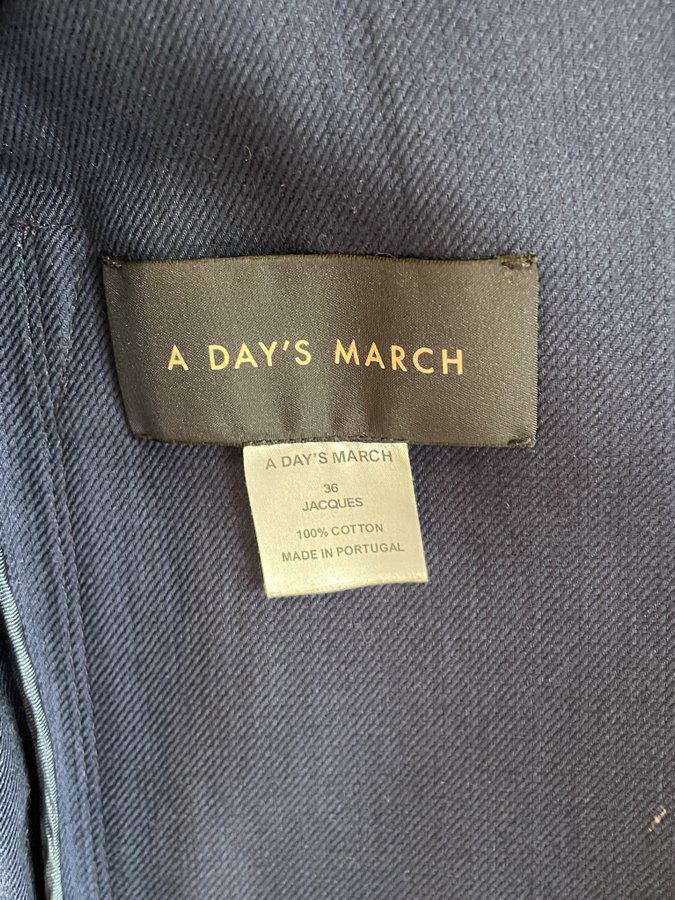 A DAY'S MARCH
A DAY'S MARCH
36
JACQUES
100% COTTON
MADE IN PORTUGAL